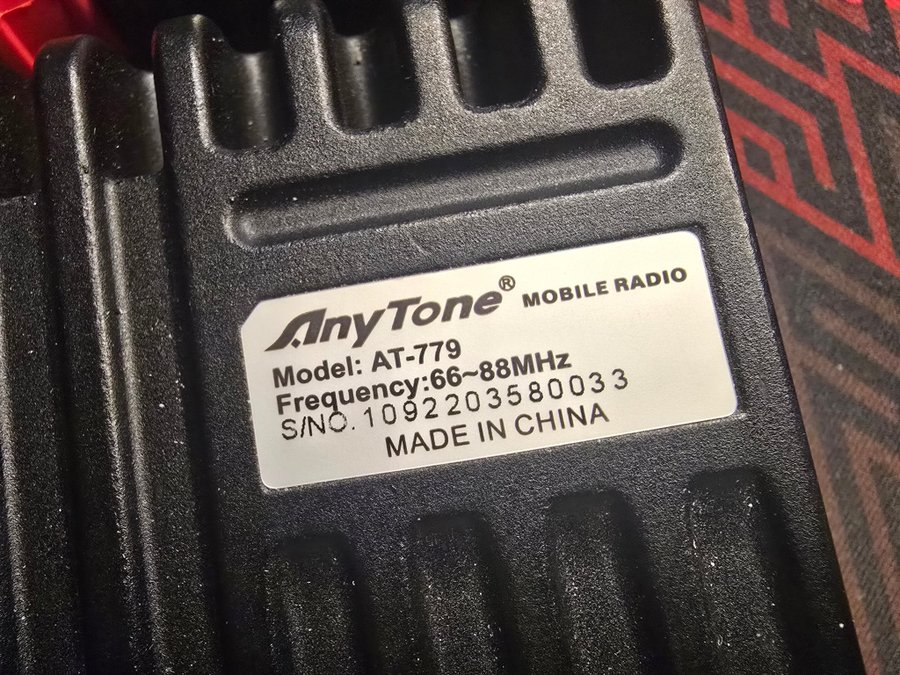 AnyTone® MOBILE RADIO
Model: AT-779
Frequency:66~88MHz
S/NO. 1092203580033
MADE IN CHINA